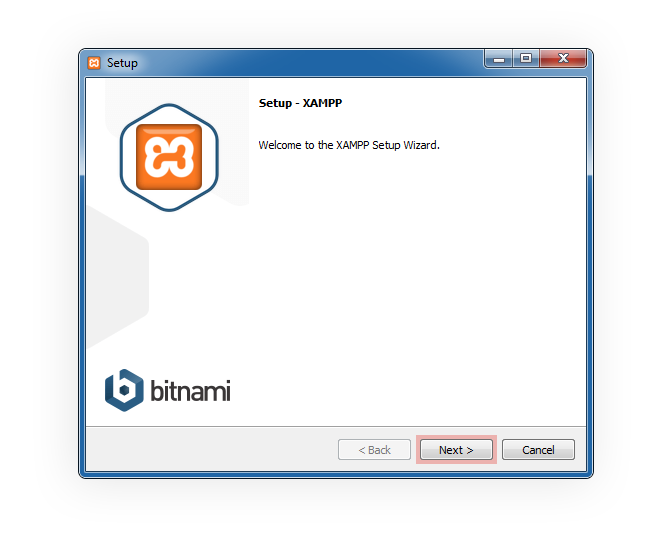 Setup
Setup - XAMPP
Welcome to the XAMPP Setup Wizard.
bitnami
< Back
Next >
Cancel